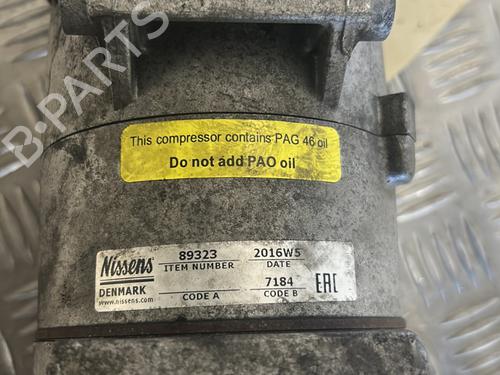 B-PARTS
This compressor contains PAG 46 oil
Do not add PAO oil
Nissens 89323 2016W5
ITEM NUMBER DATE
DENMARK 7184
www.nissens.com CODE A CODE B
EAC